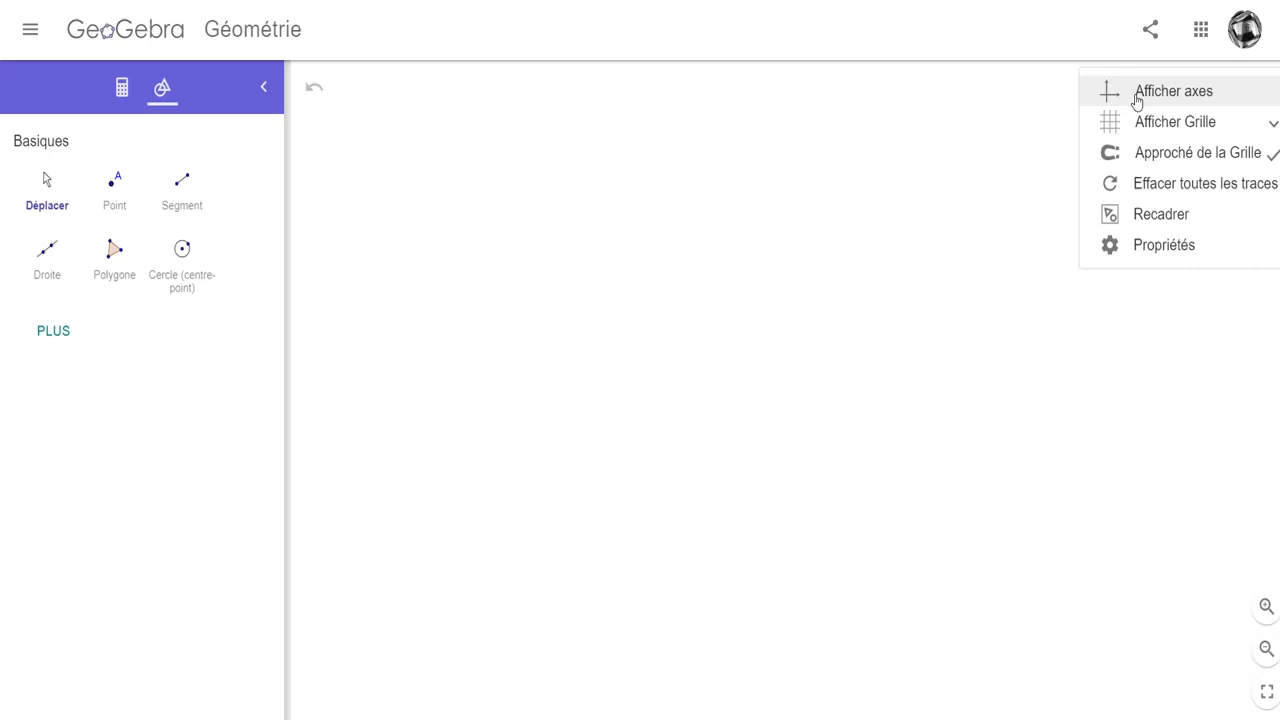 GeoGebra Géométrie
Afficher axes
Afficher Grille
Approché de la Grille
Effacer toutes les traces
Recadrer
Propriétés
Basiques
A
Déplacer Point Segment
Droite Polygone Cercle (centre-
point)
PLUS